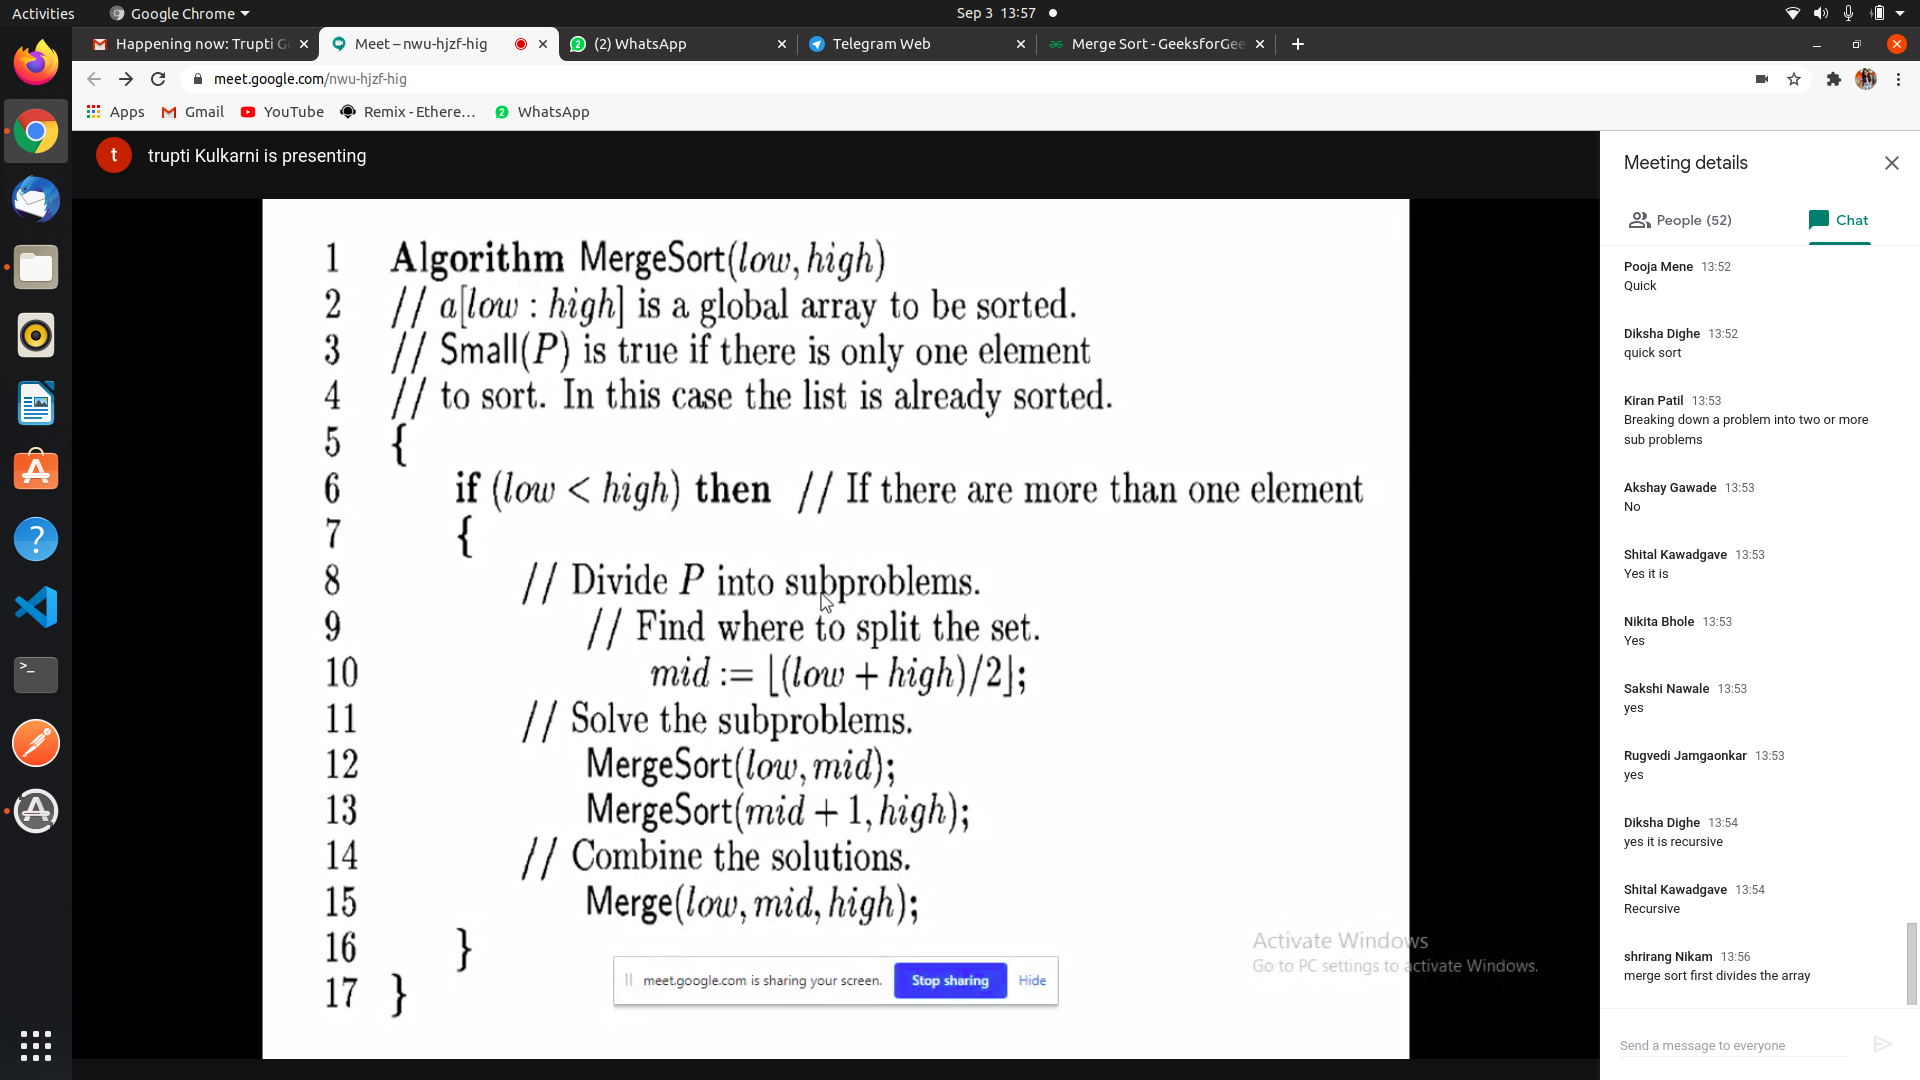 Activities
Google Chrome
Sep 3 13:57
Happening now: Trupti G
Meet – nwu-hjzf-hig
(2) WhatsApp
Telegram Web
Merge Sort - GeeksforGee
meet.google.com/nwu-hjzf-hig
Apps
Gmail
YouTube
Remix - Ethere…
2
WhatsApp
t
trupti Kulkarni is presenting
1 Algorithm MergeSort(low, high)
2 // a[low : high] is a global array to be sorted.
3 // Small(P) is true if there is only one element
4 // to sort. In this case the list is already sorted.
5 {
6 if (low < high) then // If there are more than one element
7 {
8 // Divide P into subproblems.
9 // Find where to split the set.
10 mid := ⌊(low + high)/2⌋;
11 // Solve the subproblems.
12 MergeSort(low, mid);
13 MergeSort(mid + 1, high);
14 // Combine the solutions.
15 Merge(low, mid, high);
16 }
17 }
meet.google.com is sharing your screen.
Stop sharing
Hide
Activate Windows
Go to PC settings to activate Windows.
Meeting details
People (52)
Chat
Pooja Mene 13:52
Quick
Diksha Dighe 13:52
quick sort
Kiran Patil 13:53
Breaking down a problem into two or more
sub problems
Akshay Gawade 13:53
No
Shital Kawadgave 13:53
Yes it is
Nikita Bhole 13:53
Yes
Sakshi Nawale 13:53
yes
Rugvedi Jamgaonkar 13:53
yes
Diksha Dighe 13:54
yes it is recursive
Shital Kawadgave 13:54
Recursive
shrirang Nikam 13:56
merge sort first divides the array
Send a message to everyone